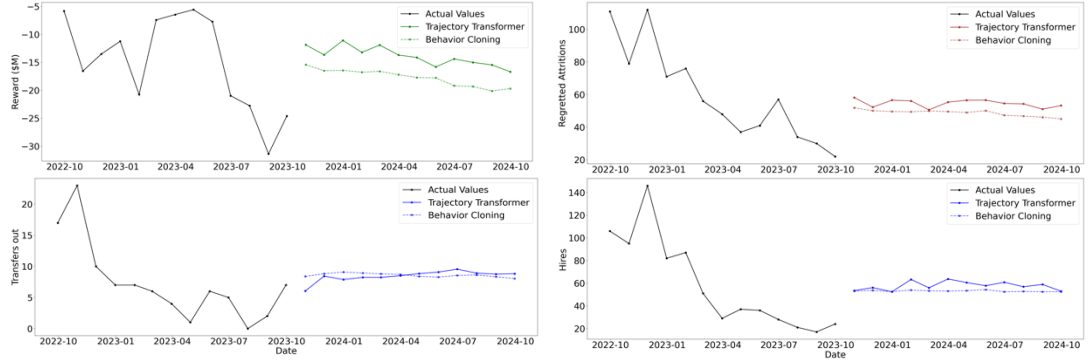 Reward ($M)
−5
−10
−15
−20
−25
−30
Actual Values
Trajectory Transformer
Behavior Cloning
2022-10 2023-01 2023-04 2023-07 2023-10 2024-01 2024-04 2024-07 2024-10
Regretted Attritions
100
80
60
40
20
Actual Values
Trajectory Transformer
Behavior Cloning
2022-10 2023-01 2023-04 2023-07 2023-10 2024-01 2024-04 2024-07 2024-10
Transfers out
20
15
10
5
0
Actual Values
Trajectory Transformer
Behavior Cloning
2022-10 2023-01 2023-04 2023-07 2023-10 2024-01 2024-04 2024-07 2024-10
Date
Hires
140
120
100
80
60
40
20
Actual Values
Trajectory Transformer
Behavior Cloning
2022-10 2023-01 2023-04 2023-07 2023-10 2024-01 2024-04 2024-07 2024-10
Date